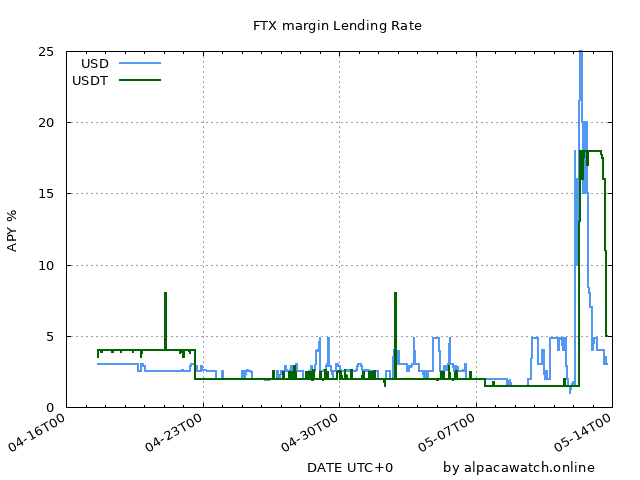 FTX margin Lending Rate
USD
USDT
25
20
15
10
5
0
APY %
04-16T00
04-23T00
04-30T00
05-07T00
05-14T00
DATE UTC+0
by alpacawatch.online